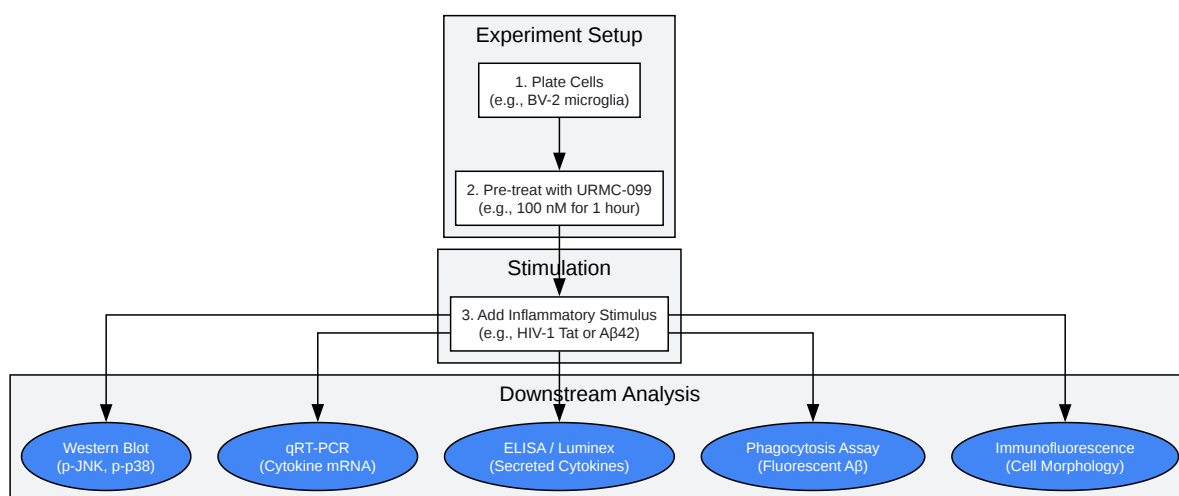 Experiment Setup
1. Plate Cells
(e.g., BV-2 microglia)
2. Pre-treat with URMC-099
(e.g., 100 nM for 1 hour)
Stimulation
3. Add Inflammatory Stimulus
(e.g., HIV-1 Tat or Aβ42)
Downstream Analysis
Western Blot
(p-JNK, p-p38)
qRT-PCR
(Cytokine mRNA)
ELISA / Luminex
(Secreted Cytokines)
Phagocytosis Assay
(Fluorescent Aβ)
Immunofluorescence
(Cell Morphology)